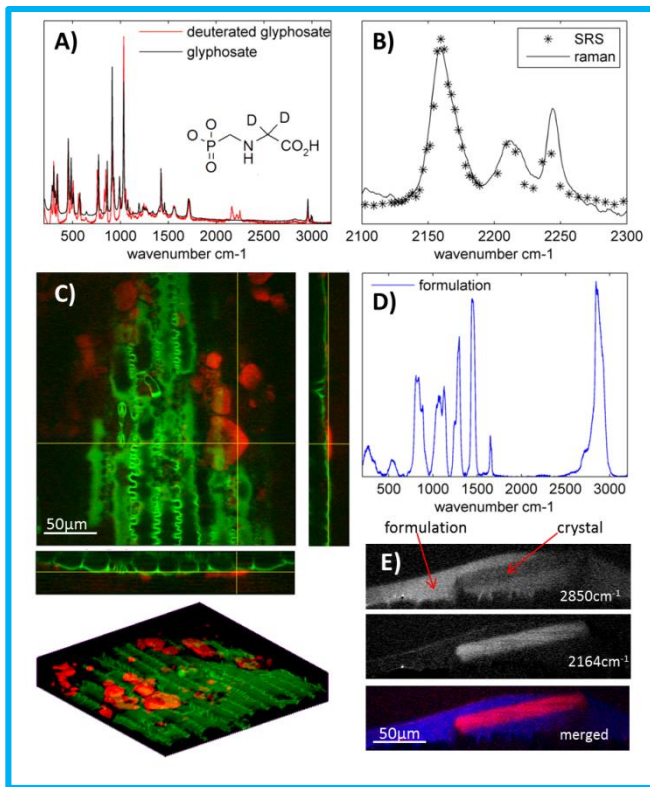 A)
deuterated glyphosate
glyphosate
O
O P
O
N
H
D D
CO₂H
200 1000 1500 2000 2500 3000
wavenumber cm-1
B)
SRS
raman
2100 2150 2200 2250 2300
wavenumber cm-1
C)
50µm
formulation
D)
500 1000 1500 2000 2500 3000
wavenumber cm-1
formulation crystal
E)
2850cm⁻¹
2164cm⁻¹
50µm merged